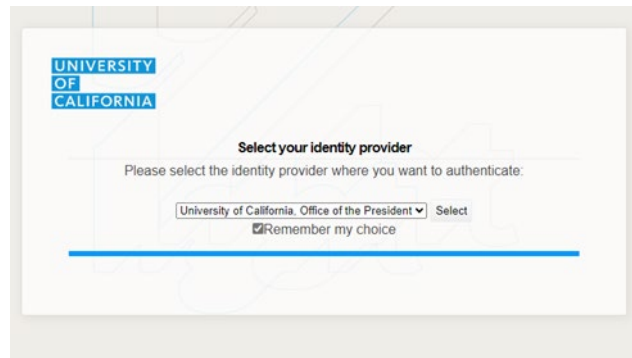 UNIVERSITY
OF
CALIFORNIA
Select your identity provider
Please select the identity provider where you want to authenticate:
University of California, Office of the President Select
Remember my choice